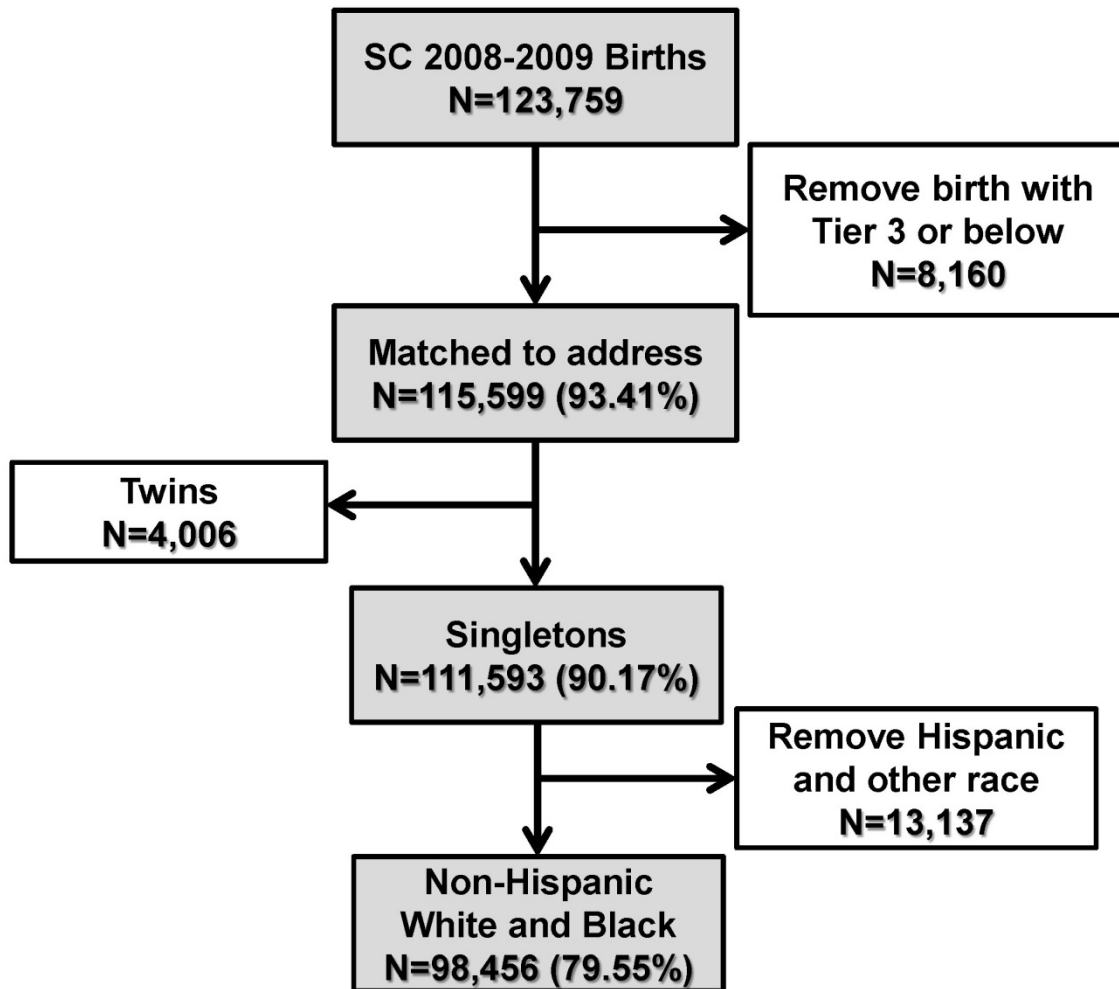 SC 2008-2009 Births
N=123,759
Remove birth with
Tier 3 or below
N=8,160
Matched to address
N=115,599 (93.41%)
Twins
N=4,006
Singletons
N=111,593 (90.17%)
Remove Hispanic
and other race
N=13,137
Non-Hispanic
White and Black
N=98,456 (79.55%)